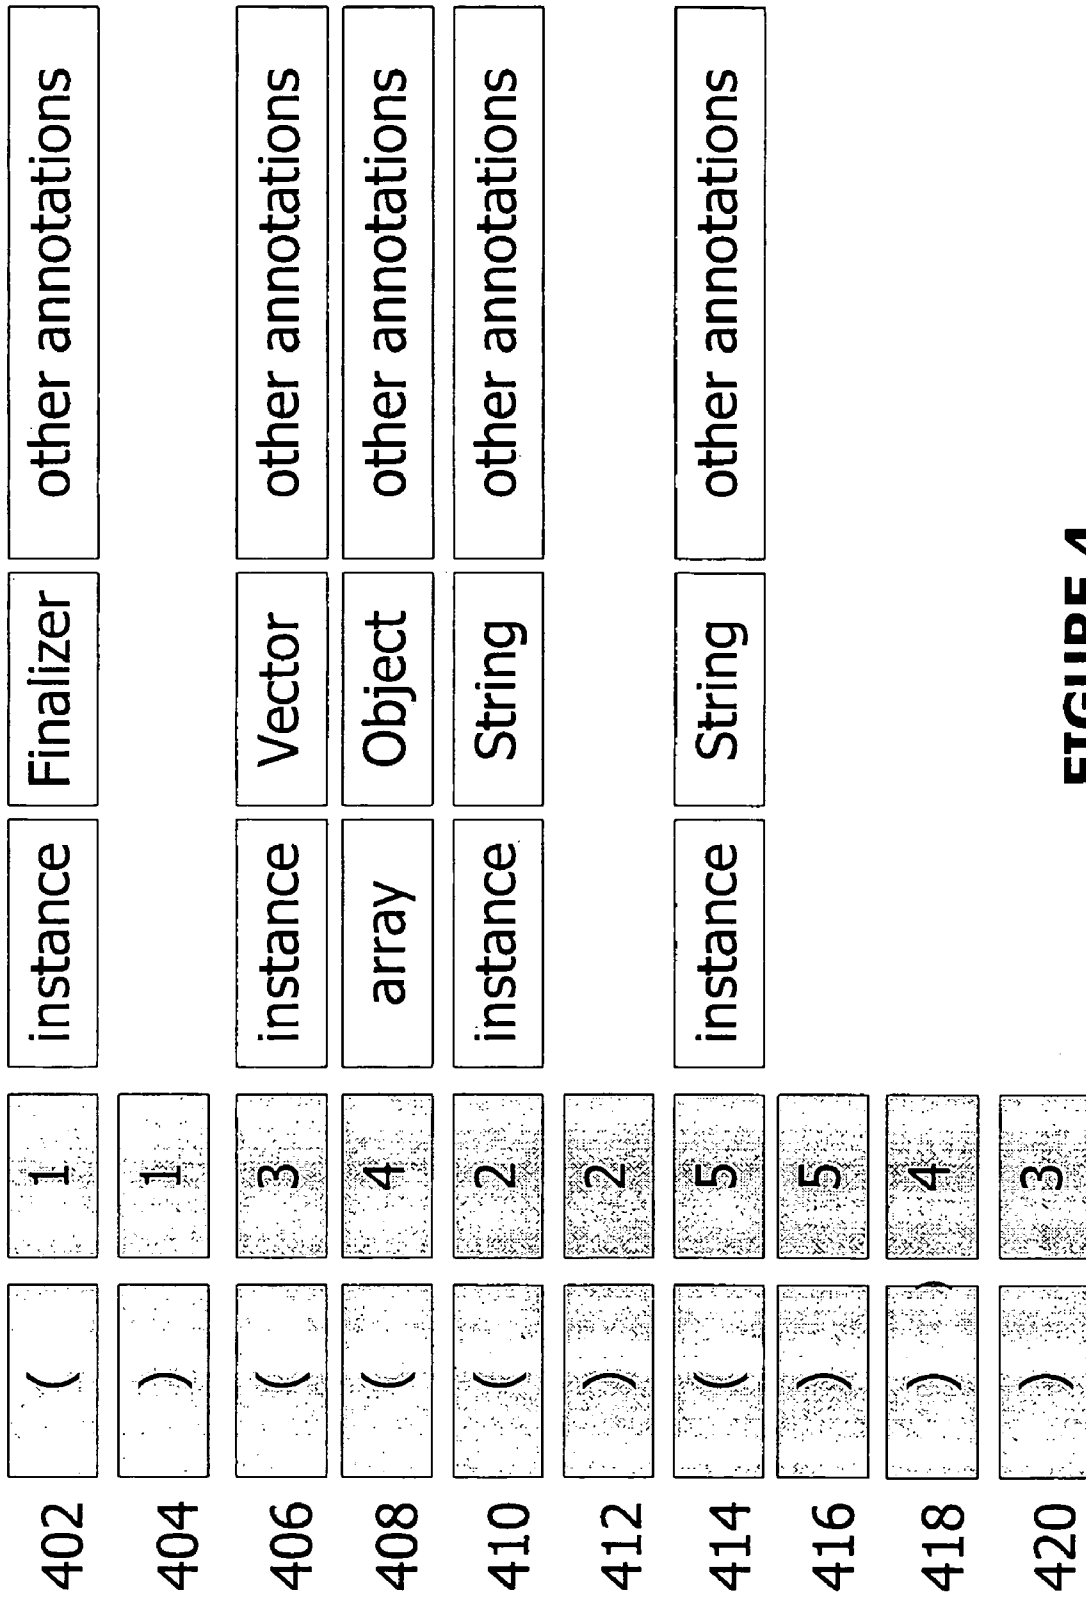 402 ( 1 instance Finalizer other annotations
404 ) 1
406 ( 3 instance Vector other annotations
408 ( 4 array Object other annotations
410 ( 2 instance String other annotations
412 ) 2
414 ( 5 instance String other annotations
416 ) 5
418 ) 4
420 ) 3
FIGURE 4